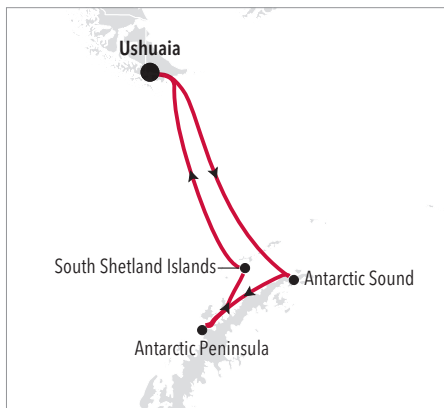 Ushuaia
South Shetland Islands
Antarctic Sound
Antarctic Peninsula